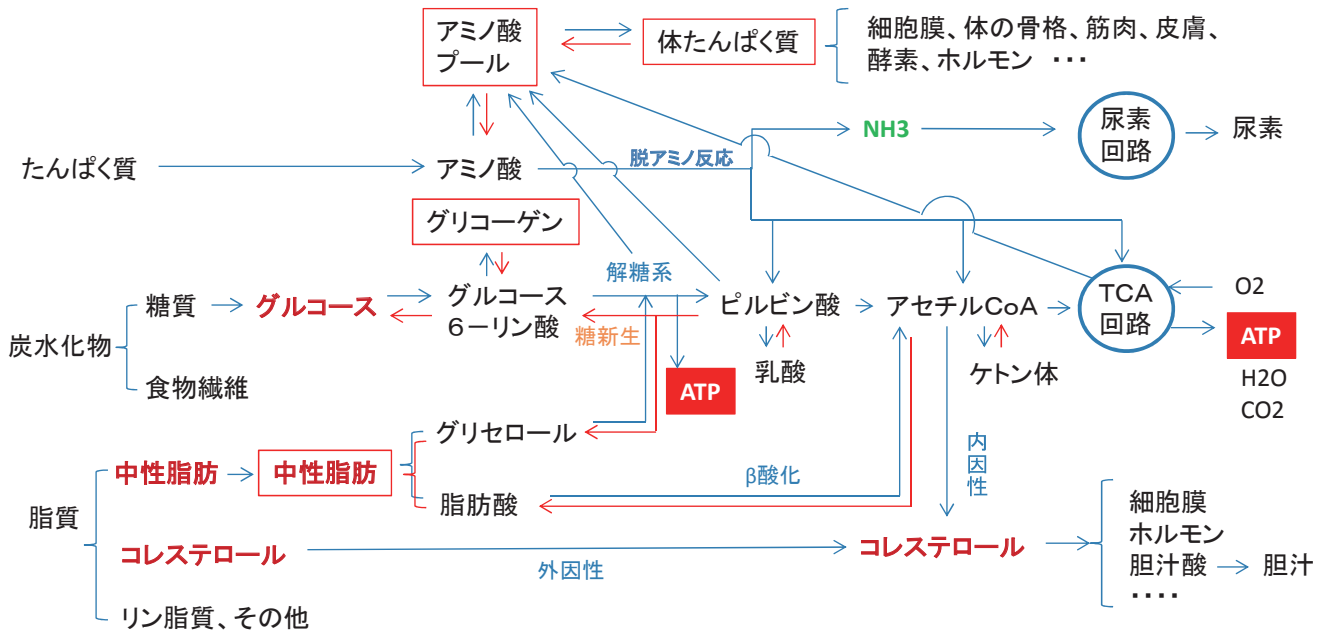 アミノ酸
プール
体たんぱく質
細胞膜、体の骨格、筋肉、皮膚、
酵素、ホルモン ・・・
たんぱく質
アミノ酸
脱アミノ反応
NH3
尿素
回路
尿素
グリコーゲン
炭水化物
糖質
食物繊維
グルコース
グルコース
6－リン酸
解糖系
糖新生
ATP
ピルビン酸
乳酸
アセチルCoA
ケトン体
TCA
回路
O2
ATP
H2O
CO2
脂質
中性脂肪
中性脂肪
グリセロール
脂肪酸
β酸化
内因性
コレステロール
外因性
コレステロール
細胞膜
ホルモン
胆汁酸
胆汁
・・・・
リン脂質、その他